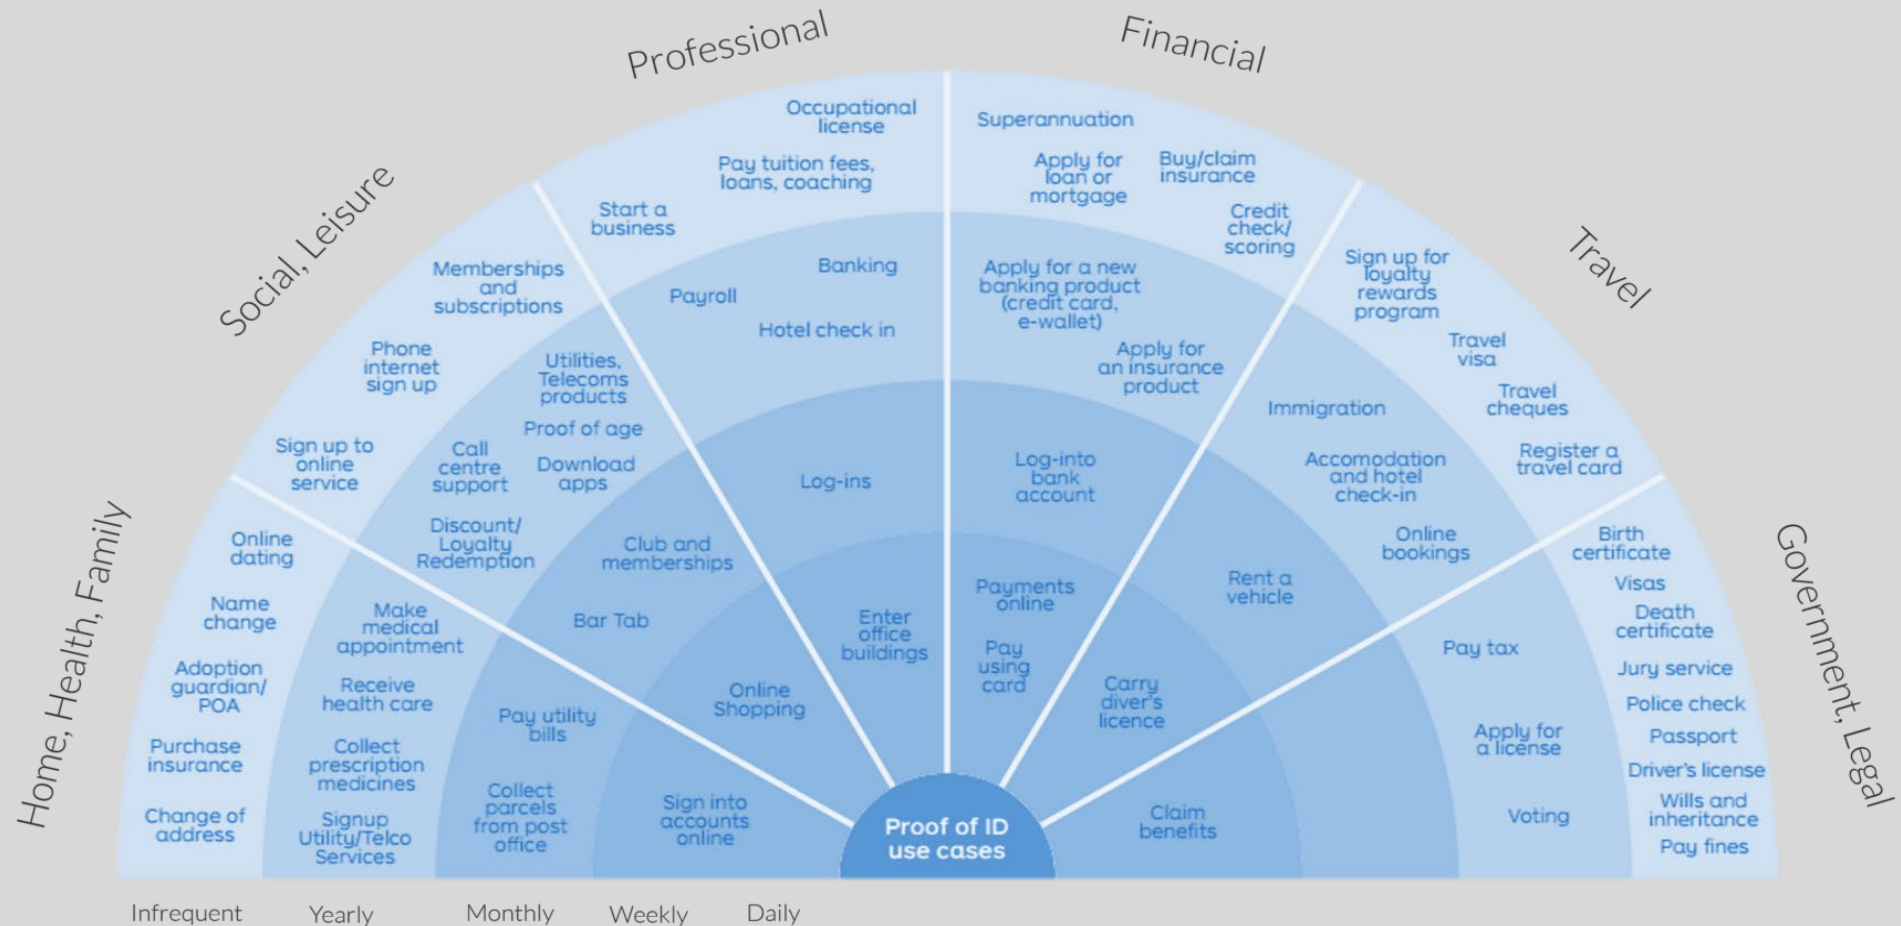 Professional
Financial
Social, Leisure
Travel
Home, Health, Family
Government, Legal
Occupational
license
Pay tuition fees,
loans, coaching
Start a
business
Banking
Payroll
Hotel check in
Log-ins
Enter
office
buildings
Superannuation
Apply for
loan or
mortgage
Buy/claim
insurance
Credit
check/
scoring
Apply for a new
banking product
(credit card,
e-wallet)
Apply for
an insurance
product
Log-into
bank
account
Payments
online
Pay
using
card
Memberships
and
subscriptions
Phone
internet
sign up
Sign up to
online
service
Utilities,
Telecoms
products
Proof of age
Call
centre
support
Download
apps
Discount/
Loyalty
Redemption
Club and
memberships
Bar Tab
Online
Shopping
Sign up for
loyalty
rewards
program
Travel
visa
Travel
cheques
Register a
travel card
Immigration
Accomodation
and hotel
check-in
Online
bookings
Rent a
vehicle
Carry
diver's
licence
Online
dating
Name
change
Adoption
guardian/
POA
Purchase
insurance
Change of
address
Make
medical
appointment
Receive
health care
Collect
prescription
medicines
Signup
Utility/Telco
Services
Pay utility
bills
Collect
parcels
from post
office
Sign into
accounts
online
Birth
certificate
Visas
Death
certificate
Jury service
Police check
Passport
Driver's license
Wills and
inheritance
Pay fines
Pay tax
Apply for
a license
Voting
Claim
benefits
Proof of ID
use cases
Infrequent
Yearly
Monthly
Weekly
Daily